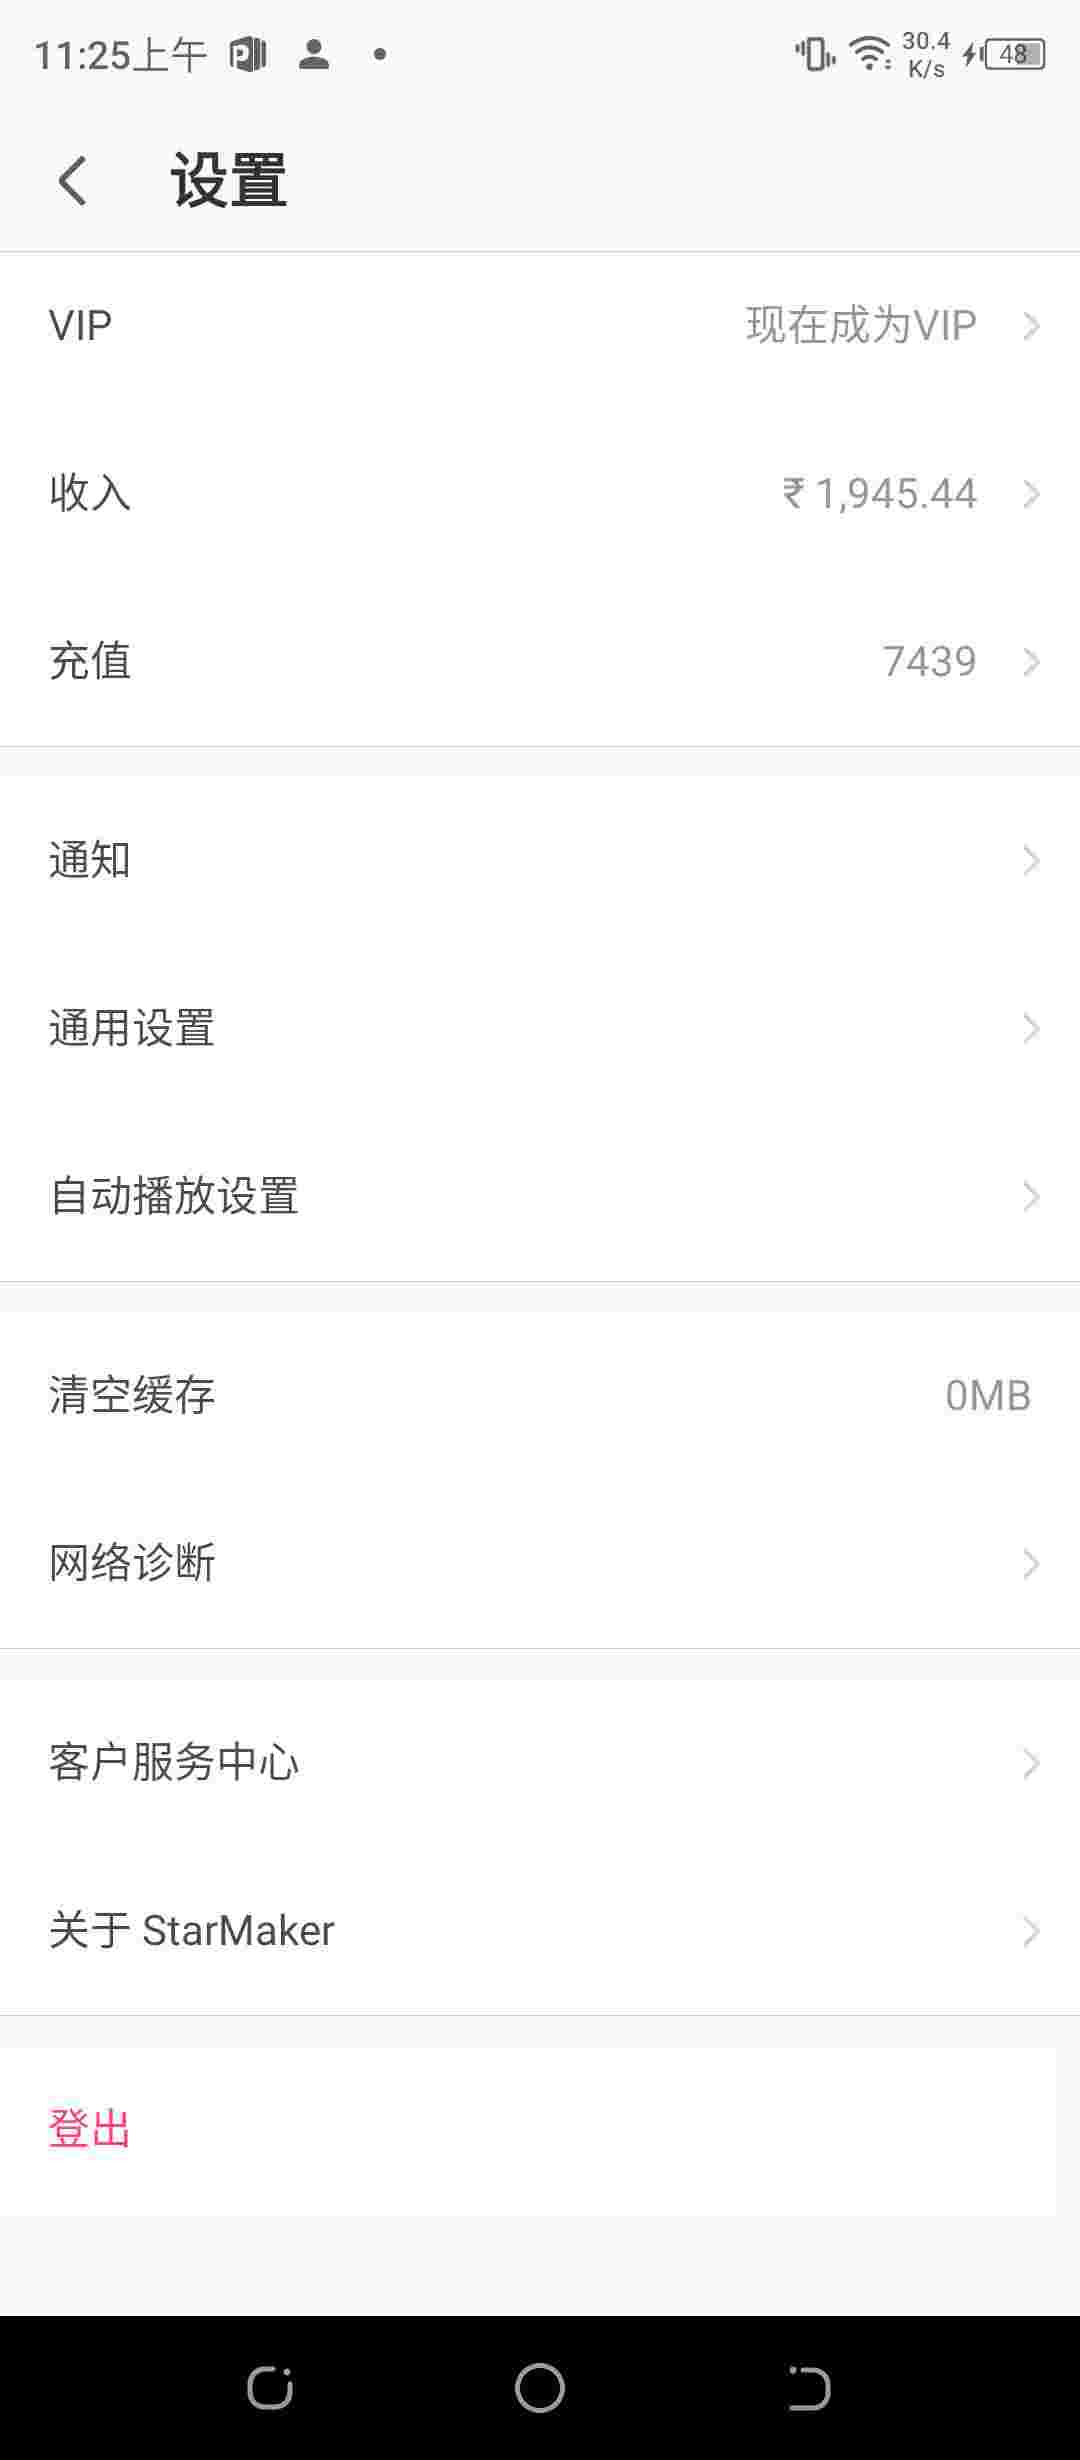 11:25上午
30.4
K/s
48
设置
VIP 现在成为VIP
收入 ₹ 1,945.44
充值 7439
通知
通用设置
自动播放设置
清空缓存 0MB
网络诊断
客户服务中心
关于 StarMaker
登出